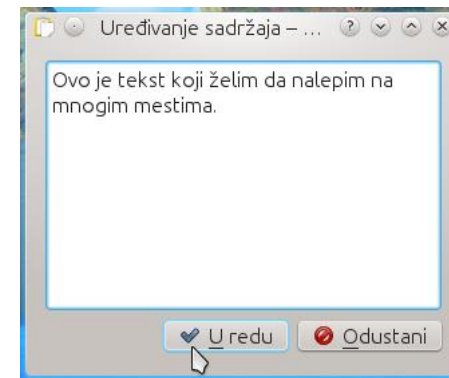 Uređivanje sadržaja – ...
Ovo je tekst koji želim da nalepim na
mnogim mestima.
U redu
Odustani